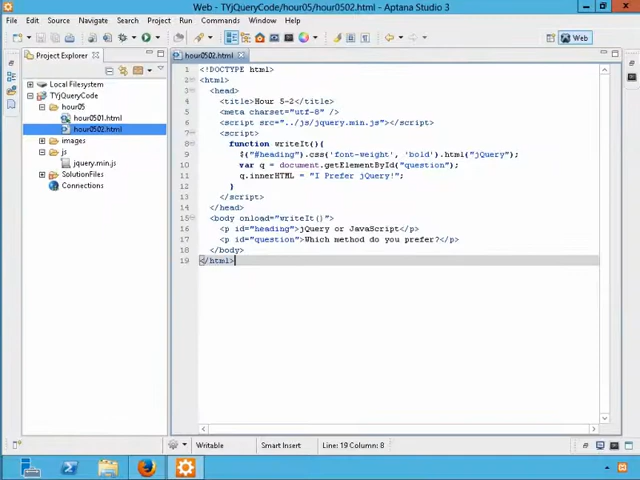 Web - TYjQueryCode/hour05/hour0502.html - Aptana Studio 3
File Edit Source Navigate Search Project Run Commands Window Help
Web
Project Explorer
hour0502.html
Local Filesystem
TYjQueryCode
hour05
hour0501.html
hour0502.html
images
js
jquery.min.js
SolutionFiles
Connections
1 <!DOCTYPE html>
2 <html>
3 <head>
4 <title>Hour 5-2</title>
5 <meta charset="utf-8" />
6 <script src="../js/jquery.min.js"></script>
7 <script>
8 function writeIt(){
9 $("#heading").css('font-weight', 'bold').html("jQuery");
10 var q = document.getElementById("question");
11 q.innerHTML = "I Prefer jQuery!";
12 }
13 </script>
14 </head>
15 <body onload="writeIt()">
16 <p id="heading">jQuery or JavaScript</p>
17 <p id="question">Which method do you prefer?</p>
18 </body>
19 </html>
Writable Smart Insert Line: 19 Column: 8